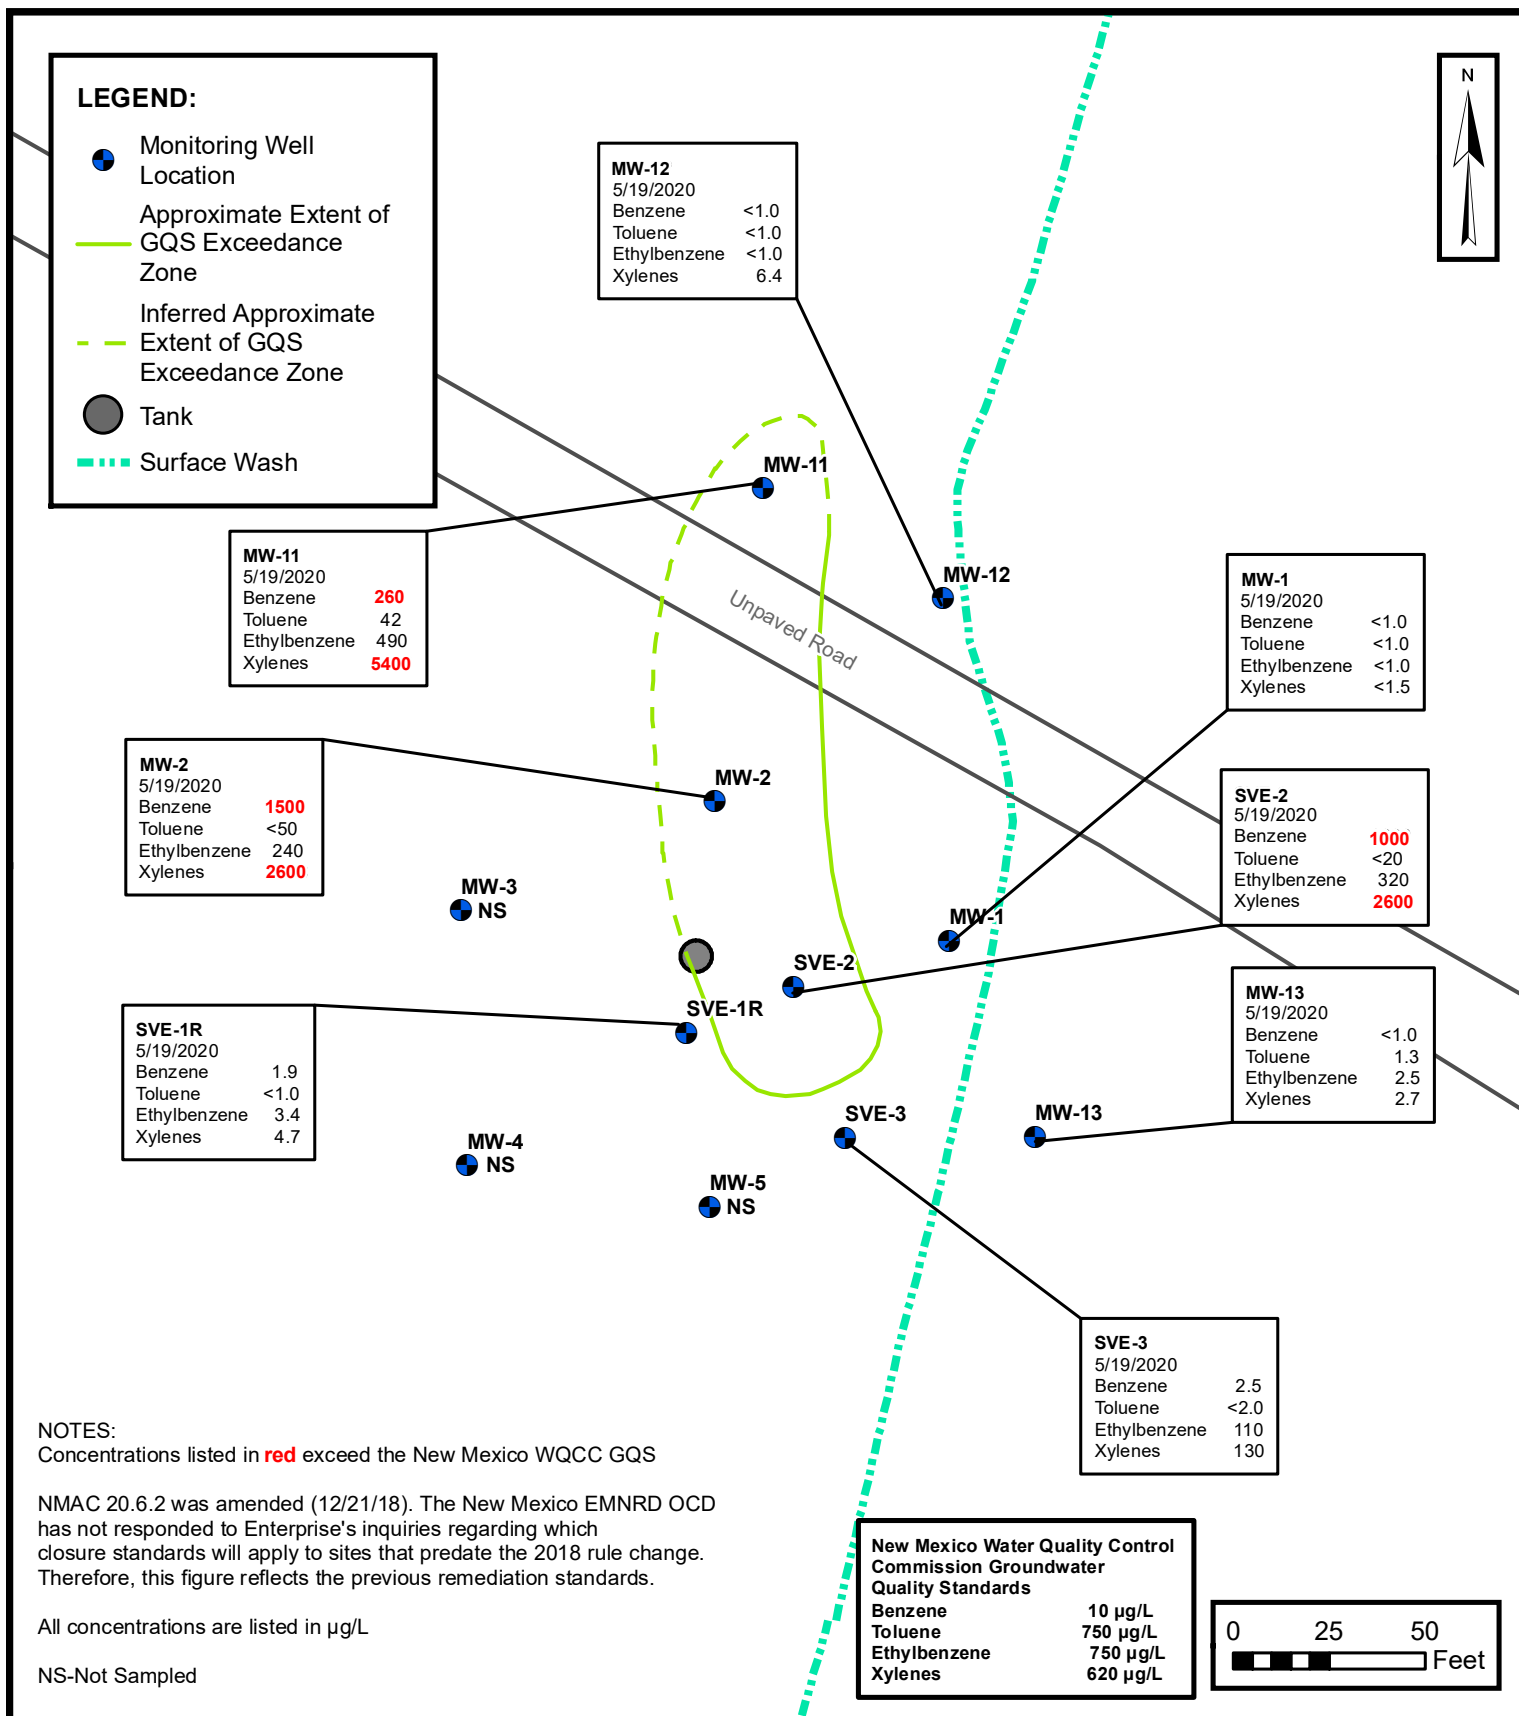 LEGEND:
Monitoring Well
Location
Approximate Extent of
GQS Exceedance
Zone
Inferred Approximate
Extent of GQS
Exceedance Zone
Tank
Surface Wash
N
MW-12
5/19/2020
Benzene <1.0
Toluene <1.0
Ethylbenzene <1.0
Xylenes 6.4
MW-11
MW-11
5/19/2020
Benzene 260
Toluene 42
Ethylbenzene 490
Xylenes 5400
MW-12
Unpaved Road
MW-1
5/19/2020
Benzene <1.0
Toluene <1.0
Ethylbenzene <1.0
Xylenes <1.5
MW-2
5/19/2020
Benzene 1500
Toluene <50
Ethylbenzene 240
Xylenes 2600
MW-2
SVE-2
5/19/2020
Benzene 1000
Toluene <20
Ethylbenzene 320
Xylenes 2600
MW-3
NS
MW-1
SVE-2
SVE-1R
SVE-1R
5/19/2020
Benzene 1.9
Toluene <1.0
Ethylbenzene 3.4
Xylenes 4.7
MW-13
5/19/2020
Benzene <1.0
Toluene 1.3
Ethylbenzene 2.5
Xylenes 2.7
SVE-3
MW-13
MW-4
NS
MW-5
NS
SVE-3
5/19/2020
Benzene 2.5
Toluene <2.0
Ethylbenzene 110
Xylenes 130
NOTES:
Concentrations listed in red exceed the New Mexico WQCC GQS
NMAC 20.6.2 was amended (12/21/18). The New Mexico EMNRD OCD
has not responded to Enterprise's inquiries regarding which
closure standards will apply to sites that predate the 2018 rule change.
Therefore, this figure reflects the previous remediation standards.
All concentrations are listed in µg/L
NS-Not Sampled
New Mexico Water Quality Control
Commission Groundwater
Quality Standards
Benzene 10 µg/L
Toluene 750 µg/L
Ethylbenzene 750 µg/L
Xylenes 620 µg/L
0 25 50
Feet